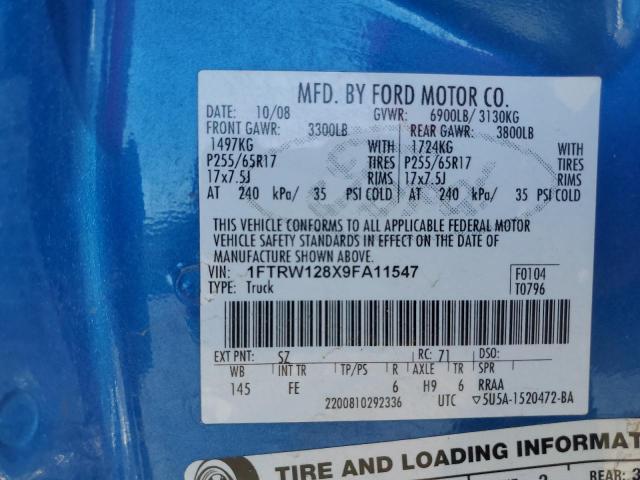 MFD. BY FORD MOTOR CO.
DATE: 10/08 GVWR: 6900LB/ 3130KG
FRONT GAWR: 3300LB REAR GAWR: 3800LB
1497KG WITH 1724KG WITH
P255/65R17 TIRES P255/65R17 TIRES
17x7.5J RIMS 17x7.5J RIMS
AT 240 kPa/ 35 PSI COLD AT 240 kPa/ 35 PSI COLD
THIS VEHICLE CONFORMS TO ALL APPLICABLE FEDERAL MOTOR
VEHICLE SAFETY STANDARDS IN EFFECT ON THE DATE OF
MANUFACTURE SHOWN ABOVE.
VIN: 1FTRW128X9FA11547 F0104
TYPE: Truck T0796
EXT PNT: SZ RC: 71 DSO:
WB INT TR TP/PS R AXLE TR SPR
145 FE 6 H9 6 RRAA
2200810292336 UTC ▽5U5A-1520472-BA
TIRE AND LOADING INFORMAT
REAR: 3